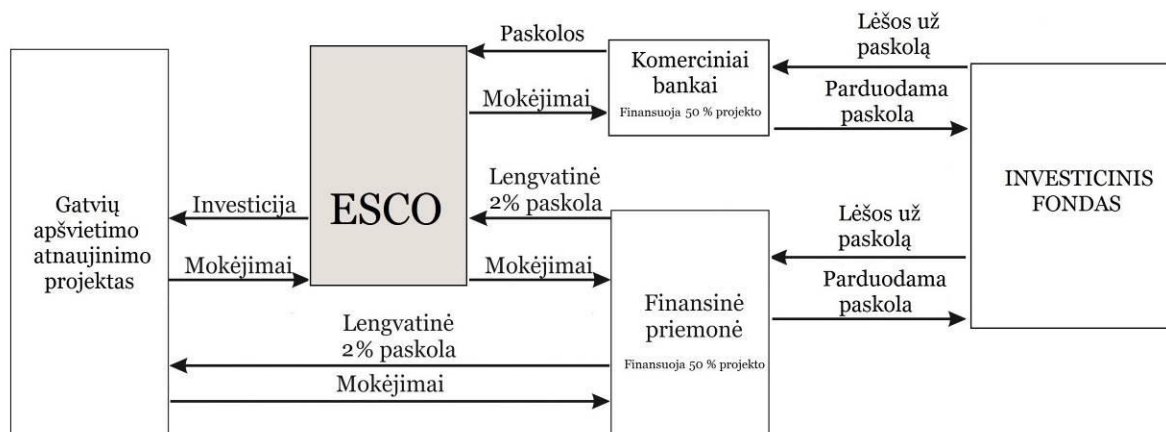 Gatvių
apšvietimo
atnaujinimo
projektas
Investicija
Mokėjimai
ESCO
Paskolos
Mokėjimai
Lengvatinė
2% paskola
Mokėjimai
Lengvatinė
2% paskola
Mokėjimai
Komerciniai
bankai
Finansuoja 50 % projekto
Finansinė
priemonė
Finansuoja 50 % projekto
Lėšos už
paskolą
Parduodama
paskola
Lėšos už
paskolą
Parduodama
paskola
INVESTICINIS
FONDAS